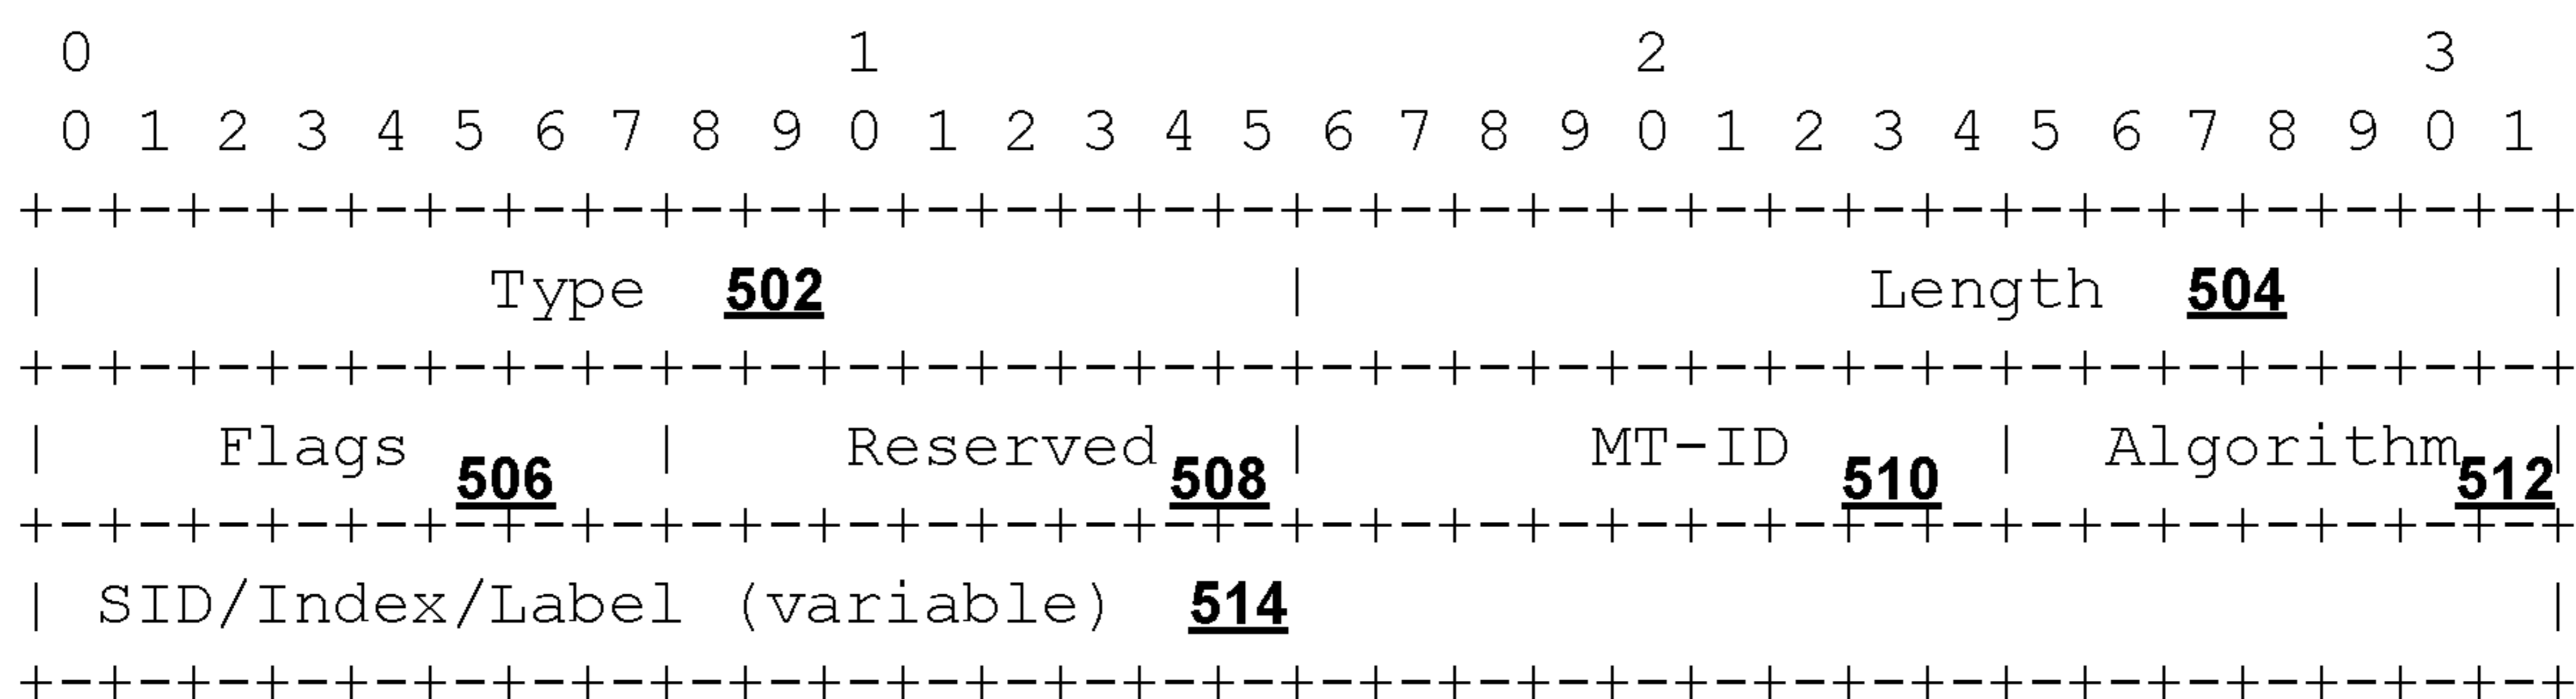 0 1 2 3
0 1 2 3 4 5 6 7 8 9 0 1 2 3 4 5 6 7 8 9 0 1 2 3 4 5 6 7 8 9 0 1
+-+-+-+-+-+-+-+-+-+-+-+-+-+-+-+-+-+-+-+-+-+-+-+-+-+-+-+-+-+-+-+-+
| Type 502 | Length 504 |
+-+-+-+-+-+-+-+-+-+-+-+-+-+-+-+-+-+-+-+-+-+-+-+-+-+-+-+-+-+-+-+-+
| Flags 506 | Reserved 508 | MT-ID 510 | Algorithm 512 |
+-+-+-+-+-+-+-+-+-+-+-+-+-+-+-+-+-+-+-+-+-+-+-+-+-+-+-+-+-+-+-+-+
| SID/Index/Label (variable) 514 |
+-+-+-+-+-+-+-+-+-+-+-+-+-+-+-+-+-+-+-+-+-+-+-+-+-+-+-+-+-+-+-+-+